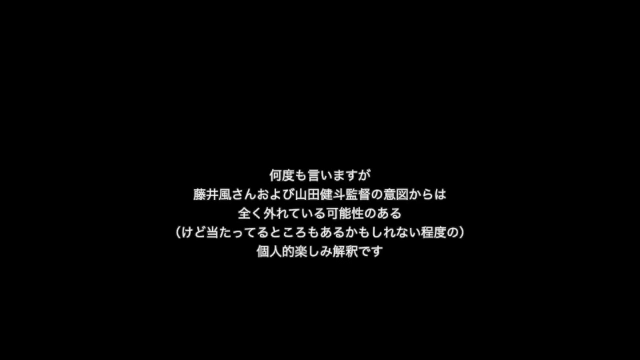 何度も言いますが
藤井風さんおよび山田健斗監督の意図からは
全く外れている可能性のある
（けど当たってるところもあるかもしれない程度の）
個人的楽しみ解釈です